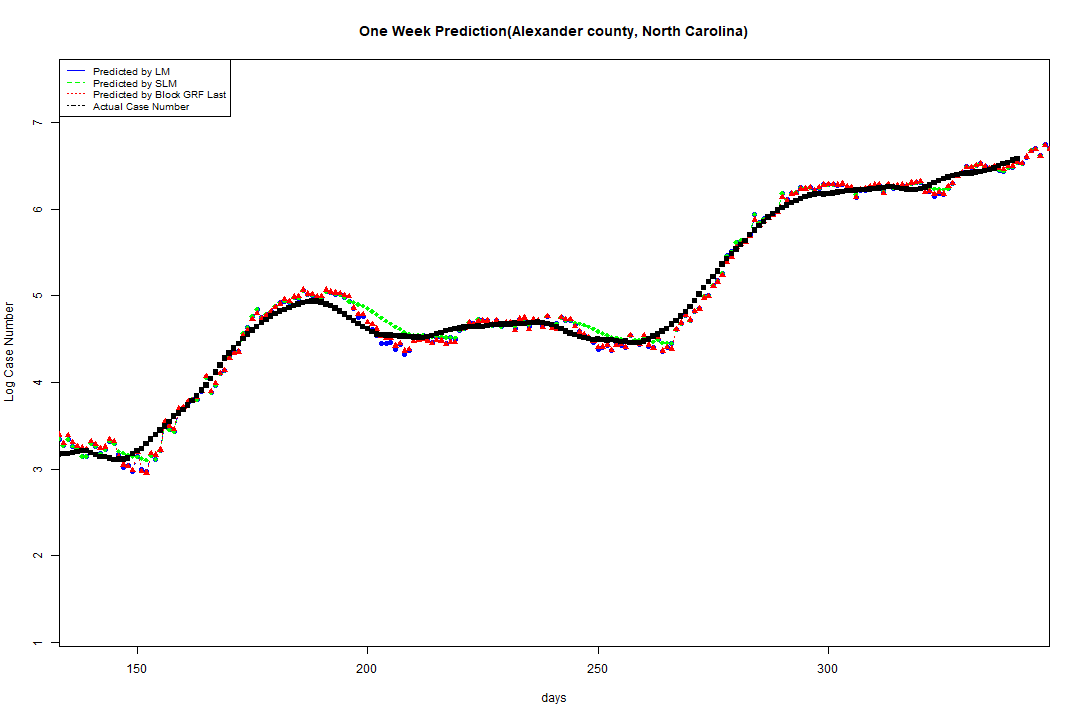 One Week Prediction(Alexander county, North Carolina)
Predicted by LM
Predicted by SLM
Predicted by Block GRF Last
Actual Case Number
7
6
5
4
3
2
1
Log Case Number
150 200 250 300
days